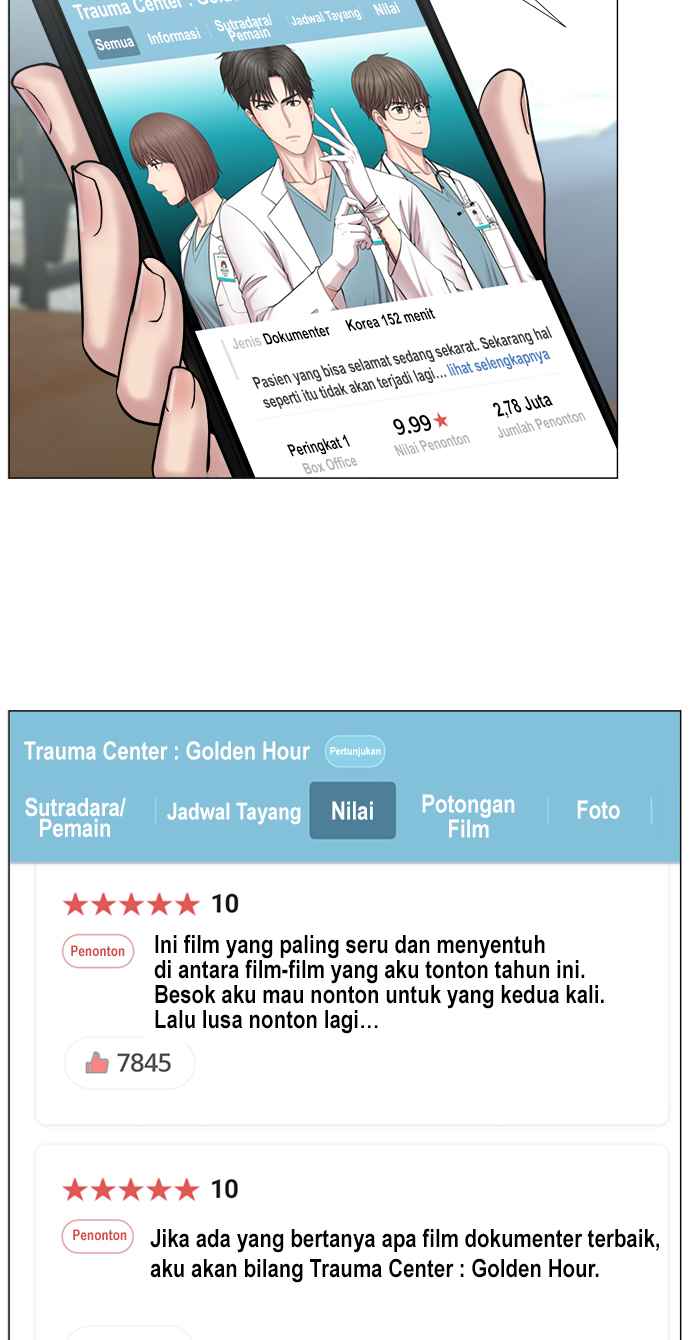 Trauma Center :
Semua
Informasi
Sutradara/
Pemain
Jadwal Tayang
Nilai
Jenis Dokumenter Korea 152 menit
Pasien yang bisa selamat sedang sekarat. Sekarang hal
seperti itu tidak akan terjadi lagi... lihat selengkapnya
Peringkat 1
Box Office
9.99★
Nilai Penonton
2,78 Juta
Jumlah Penonton
Trauma Center : Golden Hour Pertunjukan
Sutradara/
Pemain
Jadwal Tayang
Nilai
Potongan
Film
Foto
★★★★★ 10
Penonton
Ini film yang paling seru dan menyentuh
di antara film-film yang aku tonton tahun ini.
Besok aku mau nonton untuk yang kedua kali.
Lalu lusa nonton lagi...
7845
★★★★★ 10
Penonton
Jika ada yang bertanya apa film dokumenter terbaik,
aku akan bilang Trauma Center : Golden Hour.